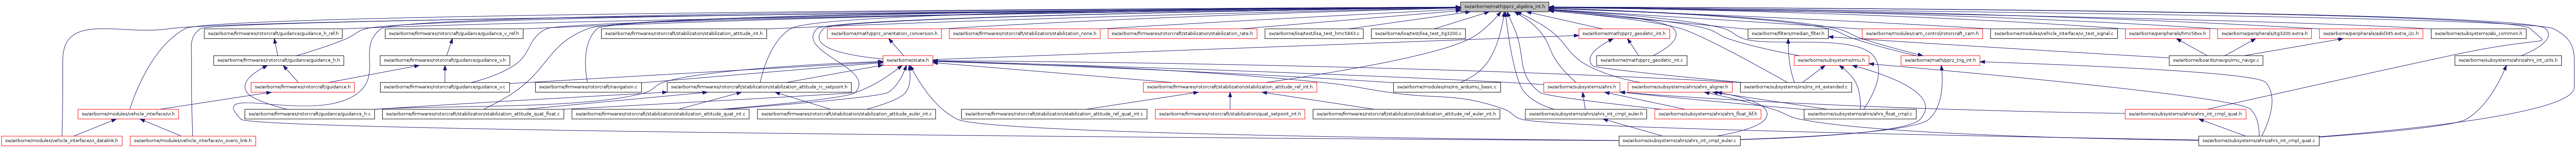 sw/airborne/math/pprz_algebra_int.h
sw/airborne/firmwares/rotorcraft/guidance/guidance_h_ref.h
sw/airborne/firmwares/rotorcraft/guidance/guidance_v_ref.h
sw/airborne/firmwares/rotorcraft/stabilization/stabilization_attitude_int.h
sw/airborne/math/pprz_orientation_conversion.h
sw/airborne/firmwares/rotorcraft/stabilization/stabilization_none.h
sw/airborne/firmwares/rotorcraft/stabilization/stabilization_rate.h
sw/airborne/lisa/test/lisa_test_hmc5843.c
sw/airborne/lisa/test/lisa_test_itg3200.c
sw/airborne/math/pprz_geodetic_int.h
sw/airborne/filters/median_filter.h
sw/airborne/modules/cam_control/rotorcraft_cam.h
sw/airborne/modules/vehicle_interface/vi_test_signal.c
sw/airborne/peripherals/hmc58xx.h
sw/airborne/peripherals/itg3200.extra.h
sw/airborne/peripherals/adxl345.extra_i2c.h
sw/airborne/subsystems/abi_common.h
sw/airborne/firmwares/rotorcraft/guidance/guidance_h.h
sw/airborne/firmwares/rotorcraft/guidance/guidance_v.h
sw/airborne/state.h
sw/airborne/math/pprz_geodetic_int.c
sw/airborne/subsystems/imu.h
sw/airborne/math/pprz_trig_int.h
sw/airborne/boards/navgo/imu_navgo.c
sw/airborne/subsystems/ahrs/ahrs_int_utils.h
sw/airborne/firmwares/rotorcraft/guidance.h
sw/airborne/firmwares/rotorcraft/guidance/guidance_v.c
sw/airborne/firmwares/rotorcraft/navigation.c
sw/airborne/firmwares/rotorcraft/stabilization/stabilization_attitude_rc_setpoint.h
sw/airborne/firmwares/rotorcraft/stabilization/stabilization_attitude_ref_int.h
sw/airborne/modules/ins/ins_arduimu_basic.c
sw/airborne/subsystems/ahrs.h
sw/airborne/subsystems/ahrs/ahrs_aligner.h
sw/airborne/subsystems/ins/ins_int_extended.c
sw/airborne/modules/vehicle_interface/vi.h
sw/airborne/firmwares/rotorcraft/guidance/guidance_h.c
sw/airborne/firmwares/rotorcraft/stabilization/stabilization_attitude_quat_float.c
sw/airborne/firmwares/rotorcraft/stabilization/stabilization_attitude_quat_int.c
sw/airborne/firmwares/rotorcraft/stabilization/stabilization_attitude_euler_int.c
sw/airborne/firmwares/rotorcraft/stabilization/stabilization_attitude_ref_quat_int.c
sw/airborne/firmwares/rotorcraft/stabilization/quat_setpoint_int.h
sw/airborne/firmwares/rotorcraft/stabilization/stabilization_attitude_ref_euler_int.h
sw/airborne/subsystems/ahrs/ahrs_int_cmpl_euler.h
sw/airborne/subsystems/ahrs/ahrs_float_lkf.h
sw/airborne/subsystems/ahrs/ahrs_float_cmpl.c
sw/airborne/subsystems/ahrs/ahrs_int_cmpl_quat.h
sw/airborne/modules/vehicle_interface/vi_datalink.h
sw/airborne/modules/vehicle_interface/vi_overo_link.h
sw/airborne/subsystems/ahrs/ahrs_int_cmpl_euler.c
sw/airborne/subsystems/ahrs/ahrs_int_cmpl_quat.c